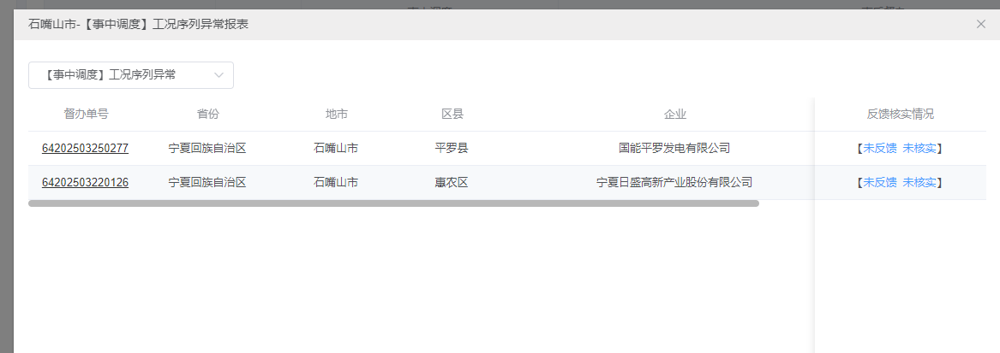 石嘴山市-【事中调度】工况序列异常报表
【事中调度】工况序列异常
督办单号 省份 地市 区县 企业 反馈核实情况
64202503250277 宁夏回族自治区 石嘴山市 平罗县 国能平罗发电有限公司 【未反馈 未核实】
64202503220126 宁夏回族自治区 石嘴山市 惠农区 宁夏日盛高新产业股份有限公司 【未反馈 未核实】